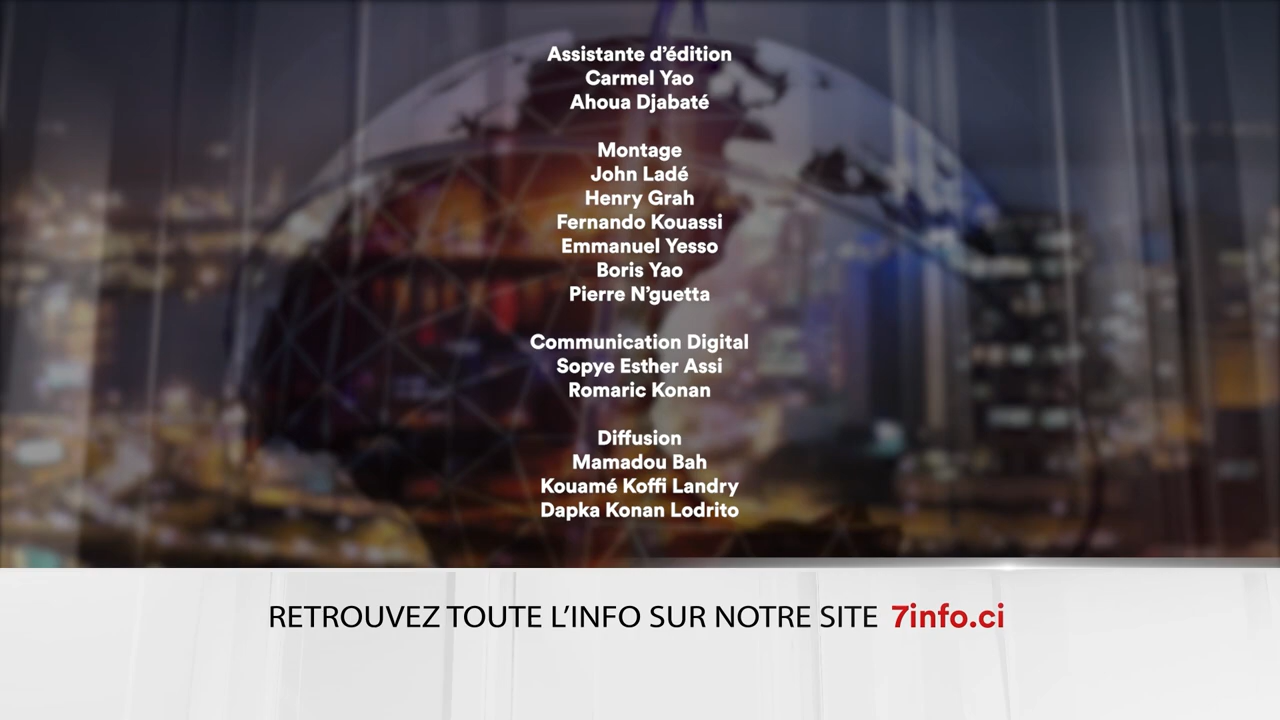 Assistante d’édition
Carmel Yao
Ahoua Djabaté
Montage
John Ladé
Henry Grah
Fernando Kouassi
Emmanuel Yesso
Boris Yao
Pierre N’guetta
Communication Digital
Sopye Esther Assi
Romaric Konan
Diffusion
Mamadou Bah
Kouamé Koffi Landry
Dapka Konan Lodrito
RETROUVEZ TOUTE L’INFO SUR NOTRE SITE 7info.ci